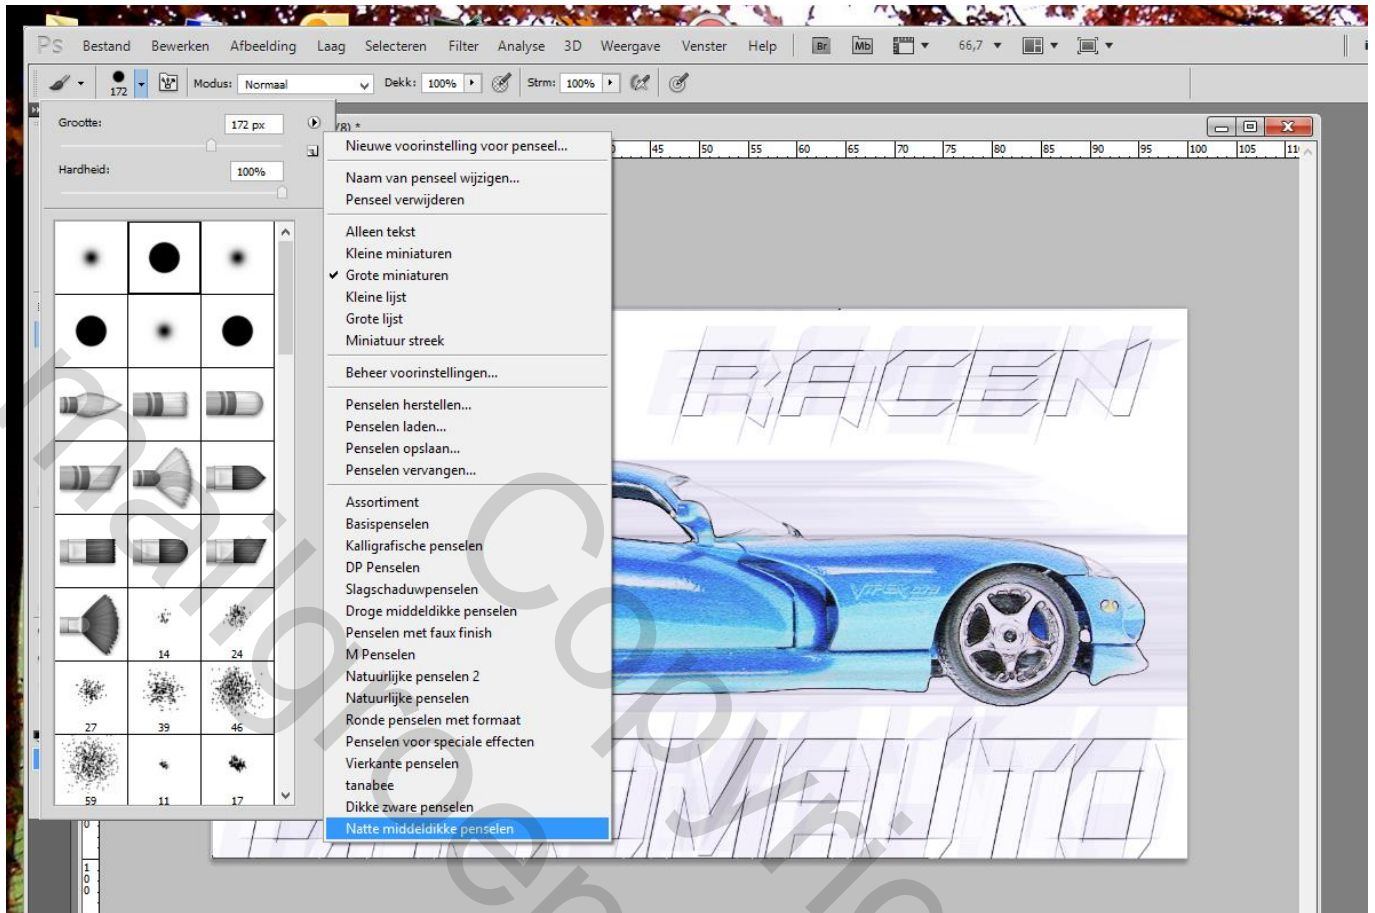 Ps Bestand Bewerken Afbeelding Laag Selecteren Filter Analyse 3D Weergave Venster Help Br Mb 66,7
172 Modus: Normaal Dekk: 100% Strm: 100%
Grootte: 172 px
Hardheid: 100%
/8) *
45 50 55 60 65 70 75 80 85 90 95 100 105
Nieuwe voorinstelling voor penseel...
Naam van penseel wijzigen...
Penseel verwijderen
Alleen tekst
Kleine miniaturen
Grote miniaturen
Kleine lijst
Grote lijst
Miniatuur streek
Beheer voorinstellingen...
Penselen herstellen...
Penselen laden...
Penselen opslaan...
Penselen vervangen...
Assortiment
Basispenselen
Kalligrafische penselen
DP Penselen
Slagschaduwpenselen
Droge middeldikke penselen
Penselen met faux finish
M Penselen
Natuurlijke penselen 2
Natuurlijke penselen
Ronde penselen met formaat
Penselen voor speciale effecten
Vierkante penselen
tanabee
Dikke zware penselen
Natte middeldikke penselen
14 24
27 39 46
59 11 17
0
1
0
0
RACEN
OMAUTO